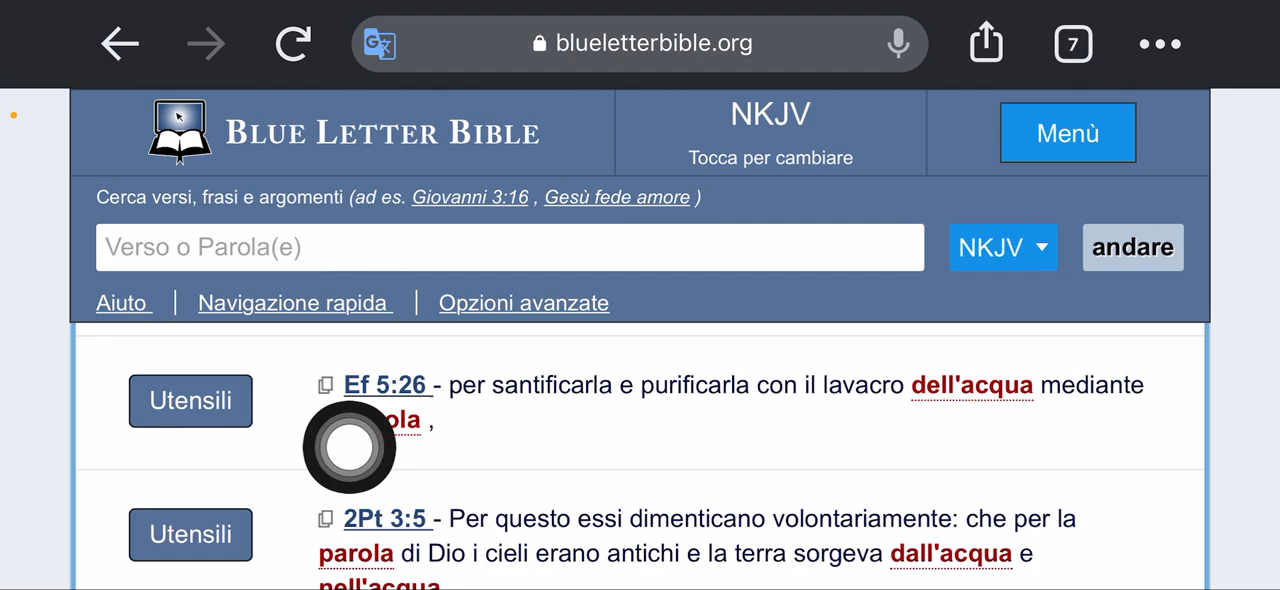 blueletterbible.org
7
BLUE LETTER BIBLE
NKJV
Tocca per cambiare
Menù
Cerca versi, frasi e argomenti (ad es. Giovanni 3:16 , Gesù fede amore )
Verso o Parola(e)
NKJV
andare
Aiuto | Navigazione rapida | Opzioni avanzate
Utensili
Ef 5:26 - per santificarla e purificarla con il lavacro dell'acqua mediante
,
Utensili
2Pt 3:5 - Per questo essi dimenticano volontariamente: che per la
parola di Dio i cieli erano antichi e la terra sorgeva dall'acqua e
nell'acqua